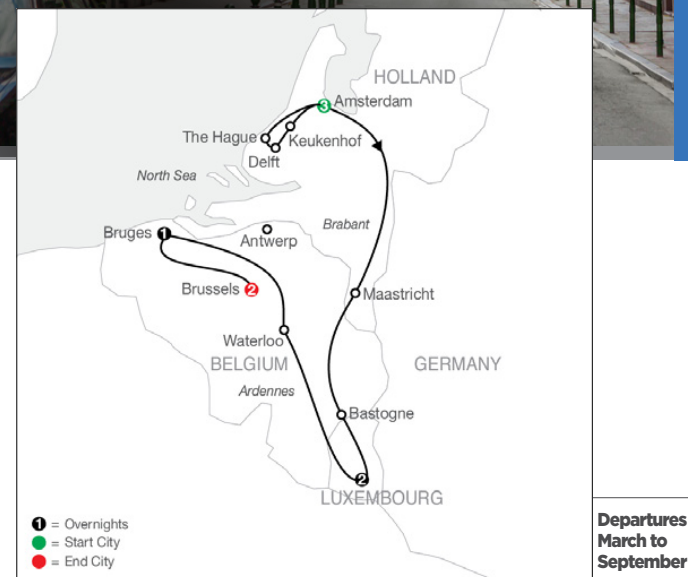 HOLLAND
3 Amsterdam
The Hague
Keukenhof
Delft
North Sea
Brabant
Bruges 1
Antwerp
Brussels 2
Maastricht
Waterloo
BELGIUM
GERMANY
Ardennes
Bastogne
2
LUXEMBOURG
1 = Overnights
= Start City
= End City
Departures
March to
September